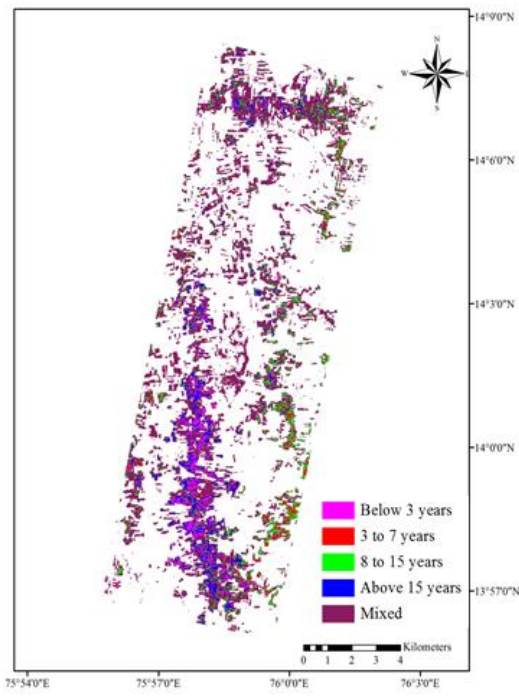 14°9'0"N
N
W
S
14°6'0"N
14°3'0"N
14°0'0"N
Below 3 years
3 to 7 years
8 to 15 years
Above 15 years
Mixed
13°57'0"N
Kilometers
0 1 2 3 4
75°54'0"E 75°57'0"E 76°0'0"E 76°3'0"E